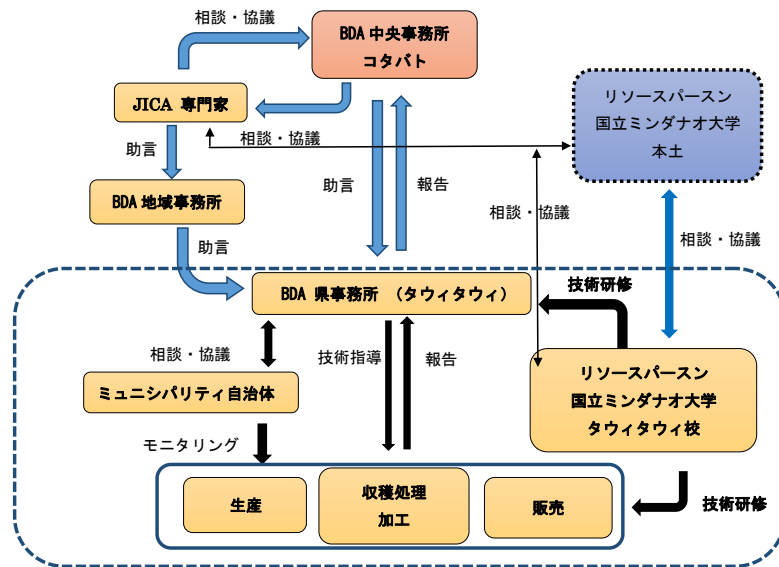 相談・協議
BDA 中央事務所
コタバト
JICA 専門家
リソースパースン
国立ミンダナオ大学
本土
相談・協議
助言
BDA 地域事務所
助言
報告
相談・協議
相談・協議
助言
BDA 県事務所 (タウィタウィ)
技術研修
相談・協議
技術指導
報告
ミュニシパリティ自治体
リソースパースン
国立ミンダナオ大学
タウィタウィ校
モニタリング
生産
収穫処理
加工
販売
技術研修